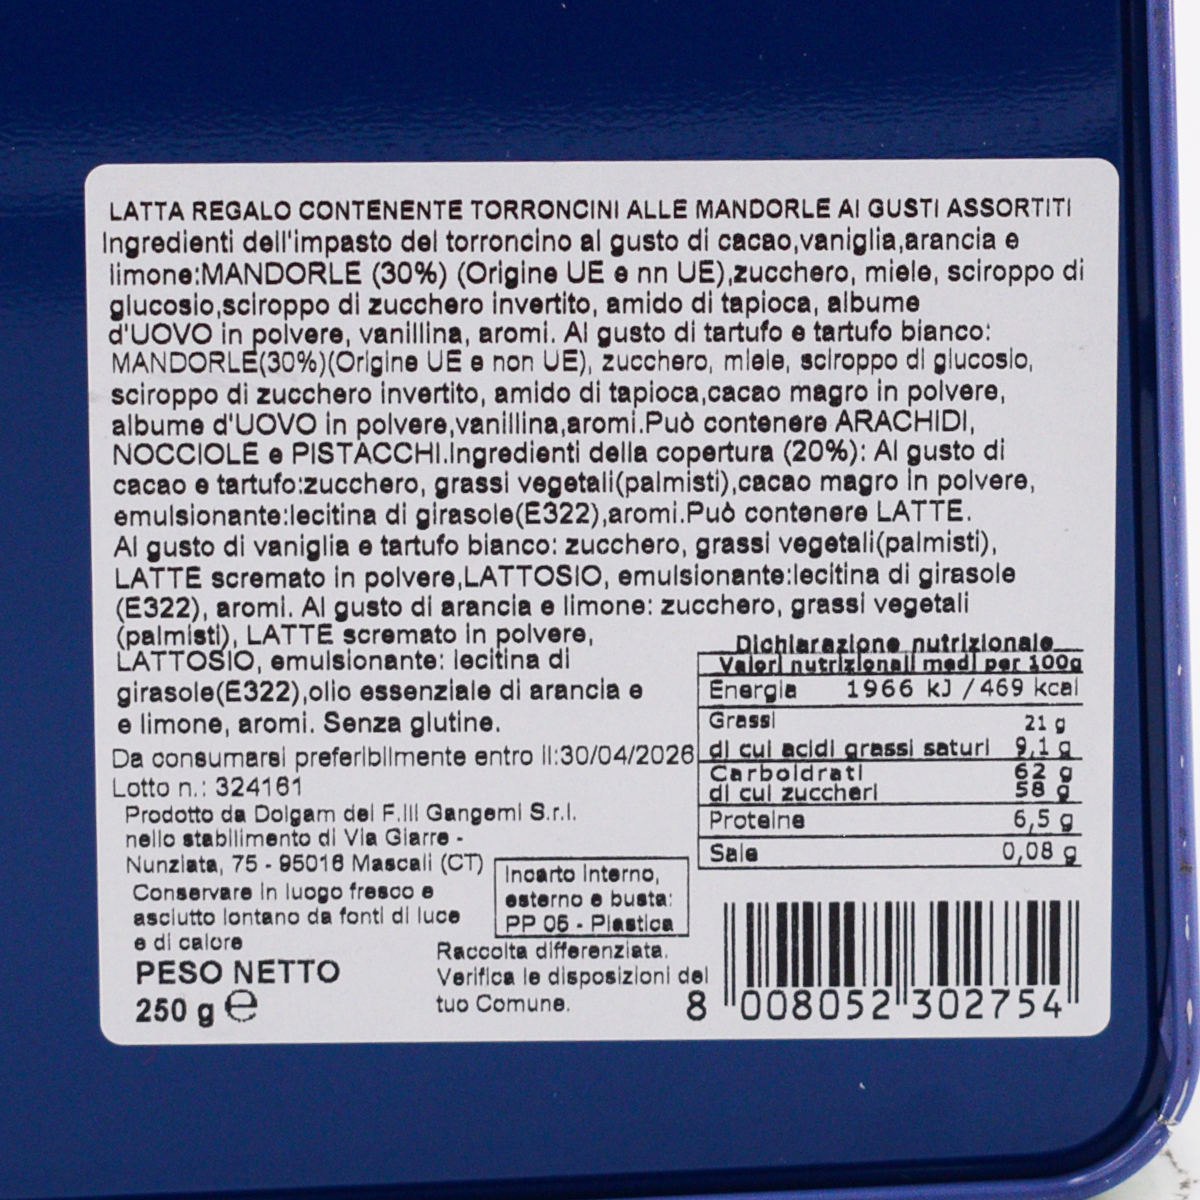 LATTA REGALO CONTENENTE TORRONCINI ALLE MANDORLE AI GUSTI ASSORTITI
Ingredienti dell'impasto del torroncino al gusto di cacao,vaniglia,arancia e
limone:MANDORLE (30%) (Origine UE e nn UE),zucchero, miele, sciroppo di
glucosio,sciroppo di zucchero invertito, amido di tapioca, albume
d'UOVO in polvere, vanillina, aromi. Al gusto di tartufo e tartufo bianco:
MANDORLE(30%)(Origine UE e non UE), zucchero, miele, sciroppo di glucosio,
sciroppo di zucchero invertito, amido di tapioca,cacao magro in polvere,
albume d'UOVO in polvere,vanillina,aromi.Può contenere ARACHIDI,
NOCCIOLE e PISTACCHI.Ingredienti della copertura (20%): Al gusto di
cacao e tartufo:zucchero, grassi vegetali(palmisti),cacao magro in polvere,
emulsionante:lecitina di girasole(E322),aromi.Può contenere LATTE.
Al gusto di vaniglia e tartufo bianco: zucchero, grassi vegetali(palmisti),
LATTE scremato in polvere,LATTOSIO, emulsionante:lecitina di girasole
(E322), aromi. Al gusto di arancia e limone: zucchero, grassi vegetali
(palmisti), LATTE scremato in polvere,
LATTOSIO, emulsionante: lecitina di
girasole(E322),olio essenziale di arancia e
e limone, aromi. Senza glutine.
Da consumarsi preferibilmente entro il:30/04/2026
Lotto n.: 324161
Prodotto da Dolgam dei F.lli Gangemi S.r.l.
nello stabilimento di Via Giarre -
Nunziata, 75 - 95016 Mascali (CT)
Conservare in luogo fresco e
asciutto lontano da fonti di luce
e di calore
PESO NETTO
250 g ℮
Incarto interno,
esterno e busta:
PP 05 - Plastica
Raccolta differenziata.
Verifica le disposizioni del
tuo Comune.
Dichiarazione nutrizionale
Valori nutrizionali medi per 100g
Energia 1966 kJ / 469 kcal
Grassi 21 g
di cui acidi grassi saturi 9,1 g
Carboidrati 62 g
di cui zuccheri 58 g
Proteine 6,5 g
Sale 0,08 g
8 008052 302754